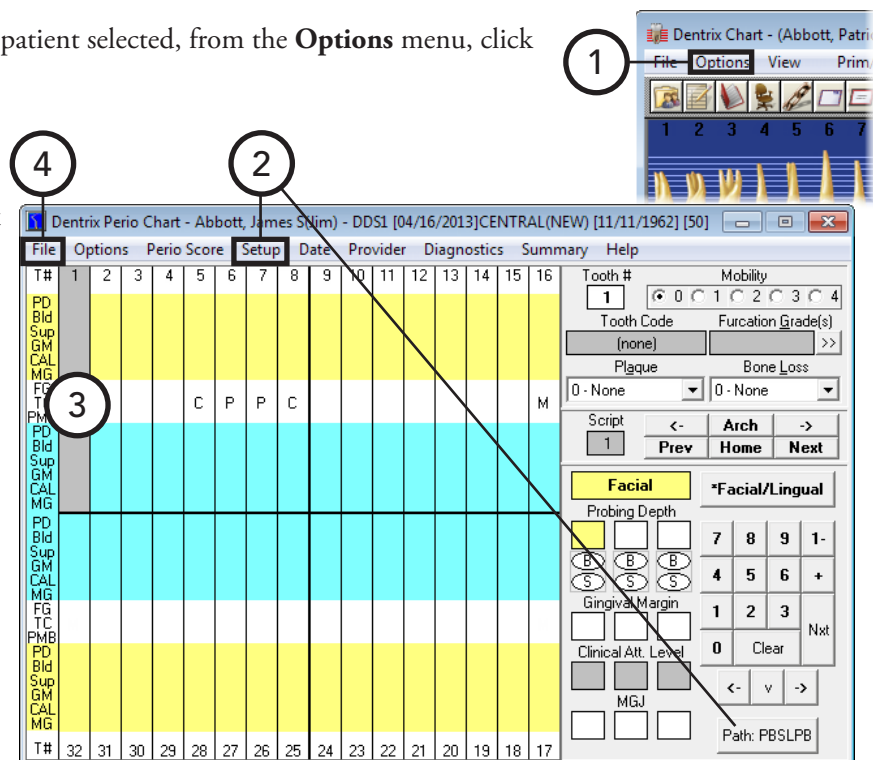 patient selected, from the Options menu, click
1
Dentrix Chart - (Abbott, Patri
File Options View Prim
1 2 3 4 5 6 7
4
2
Dentrix Perio Chart - Abbott, James S(Jim) - DDS1 [04/16/2013]CENTRAL(NEW) [11/11/1962] [50]
File Options Perio Score Setup Date Provider Diagnostics Summary Help
T# 1 2 3 4 5 6 7 8 9 10 11 12 13 14 15 16
PD
Bld
Sup
GM
CAL
MG
FG
TC C P P C M
PMB
3
PD
Bld
Sup
GM
CAL
MG
PD
Bld
Sup
GM
CAL
MG
FG
TC
PMB
PD
Bld
Sup
GM
CAL
MG
T# 32 31 30 29 28 27 26 25 24 23 22 21 20 19 18 17
Tooth # Mobility
1 0 1 2 3 4
Tooth Code Furcation Grade(s)
(none) >>
Plaque Bone Loss
0 - None 0 - None
Script <- Arch ->
1 Prev Home Next
Facial *Facial/Lingual
Probing Depth
7 8 9 1-
B B B
S S S
4 5 6 +
Gingival Margin
1 2 3 Nxt
0 Clear
Clinical Att. Level
<- v ->
MGJ
Path: PBSLPB